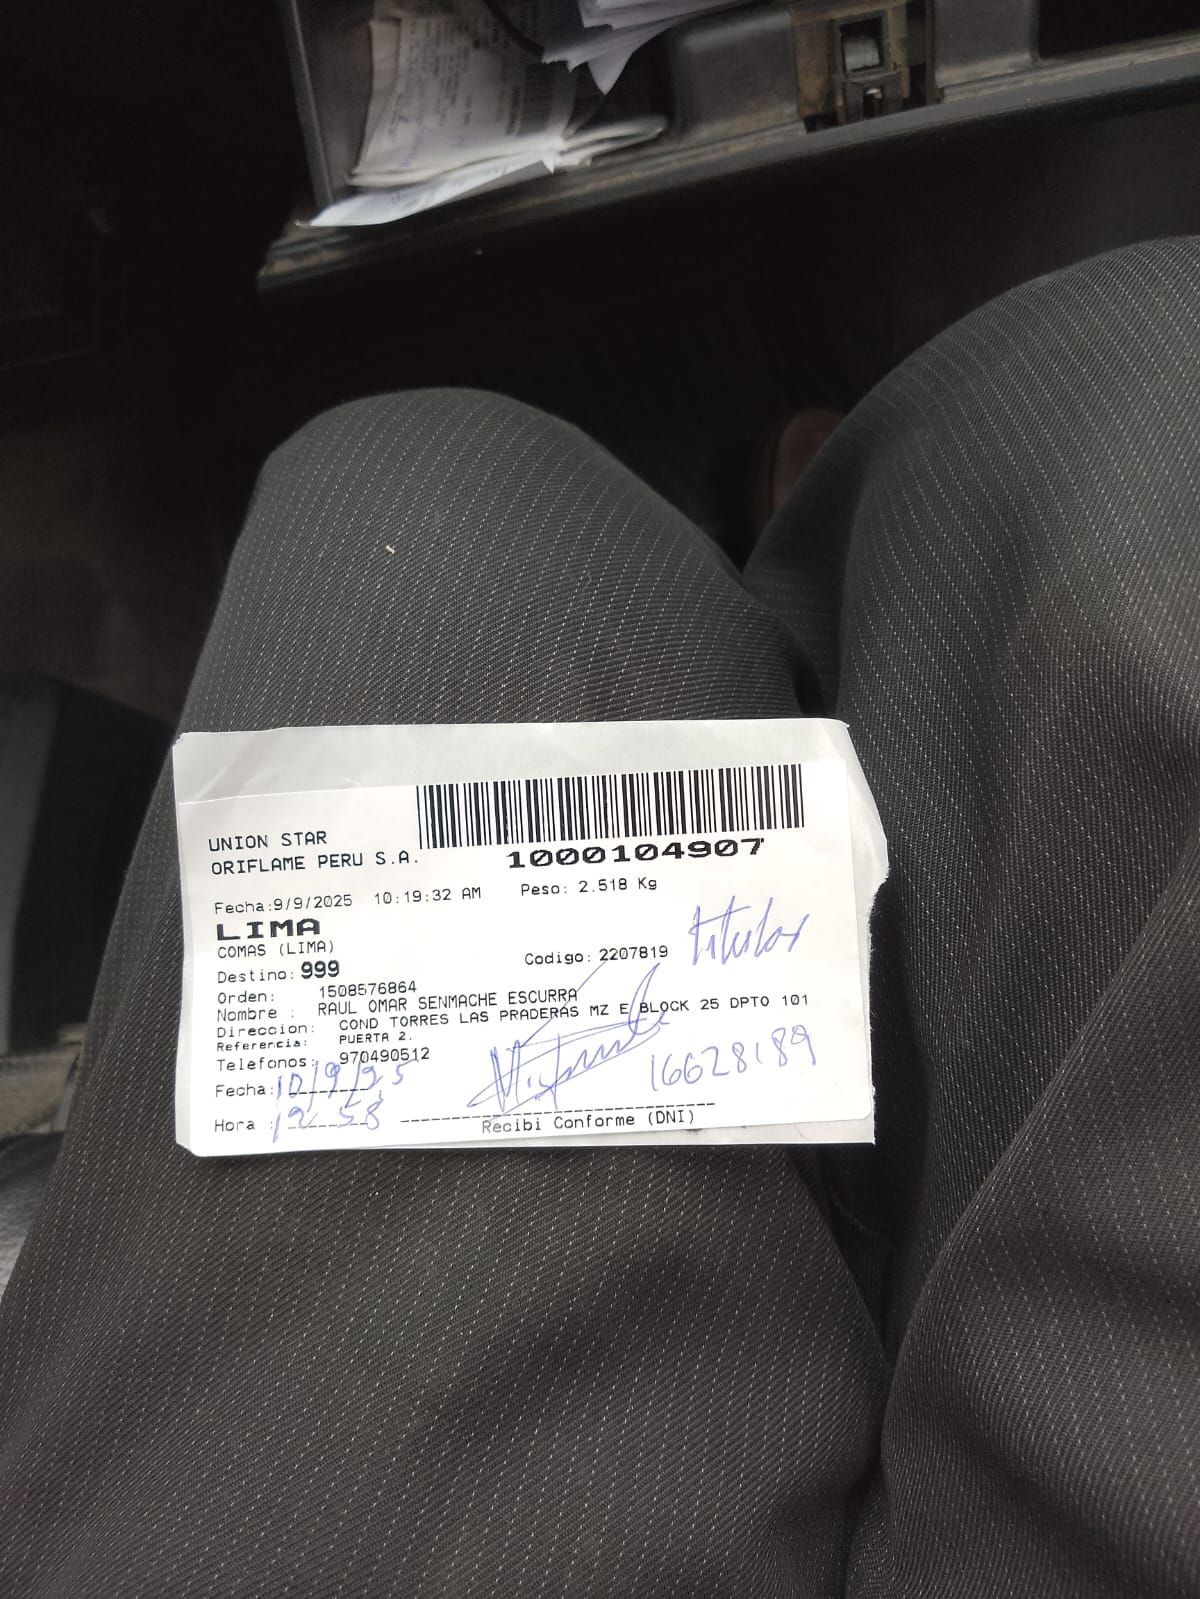 UNION STAR
ORIFLAME PERU S.A.
1000104907
Fecha:9/9/2025 10:19:32 AM Peso: 2.518 Kg
LIMA
COMAS (LIMA)
Destino: 999 Codigo: 2207819 titular
Orden: 1508576864
Nombre : RAUL OMAR SENMACHE ESCURRA
Direccion: COND TORRES LAS PRADERAS MZ E BLOCK 25 DPTO 101
Referencia: PUERTA 2.
Telefonos: 970490512
16628189
Fecha: 10/9/25
Hora : 12:58
Recibi Conforme (DNI)